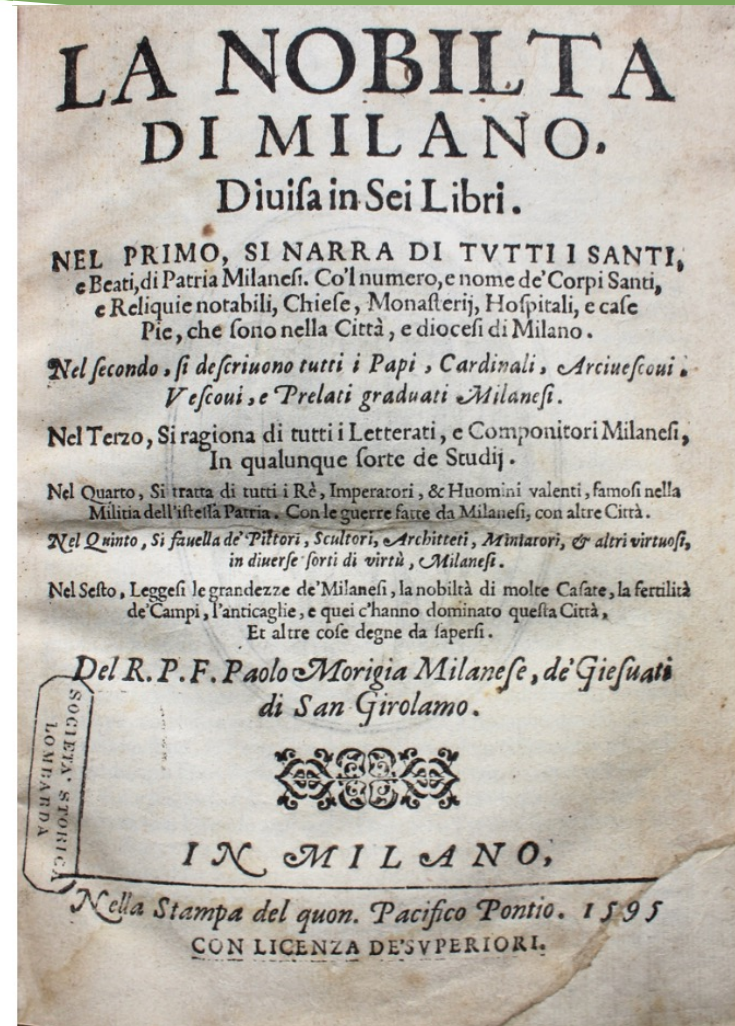 LA NOBILTA
DI MILANO.
Diuiſa in Sei Libri.
NEL PRIMO, SI NARRA DI TVTTI I SANTI,
e Beati, di Patria Milaneſi. Co'l numero, e nome de' Corpi Santi,
e Reliquie notabili, Chieſe, Monaſterij, Hoſpitali, e caſe
Pie, che ſono nella Città, e dioceſi di Milano.
Nel ſecondo, ſi deſcriuono tutti i Papi, Cardinali, Arciueſcoui.
Veſcoui, e Prelati graduati Milaneſi.
Nel Terzo, Si ragiona di tutti i Letterati, e Componitori Milaneſi,
In qualunque ſorte de Studij.
Nel Quarto, Si tratta di tutti i Rè, Imperatori, & Huomini valenti, famoſi nella
Militia dell'iſteſſa Patria. Con le guerre fatte da Milaneſi, con altre Città.
Nel Quinto, Si fauella de' Pittori, Scultori, Architteti, Miniatori, & altri virtuoſi,
in diuerſe ſorti di virtù, Milaneſi.
Nel Seſto, Leggeſi le grandezze de' Milaneſi, la nobiltà di molte Caſate, la fertilità
de' Campi, l'anticaglie, e quei c'hanno dominato queſta Città,
Et altre coſe degne da ſaperſi.
Del R. P. F. Paolo Morigia Milaneſe, de' Gieſuati
di San Girolamo.
SOCIETA' STORICA
LOMBARDA
IN MILANO,
Nella Stampa del quon. Pacifico Pontio. 1595
CON LICENZA DE' SVPERIORI.